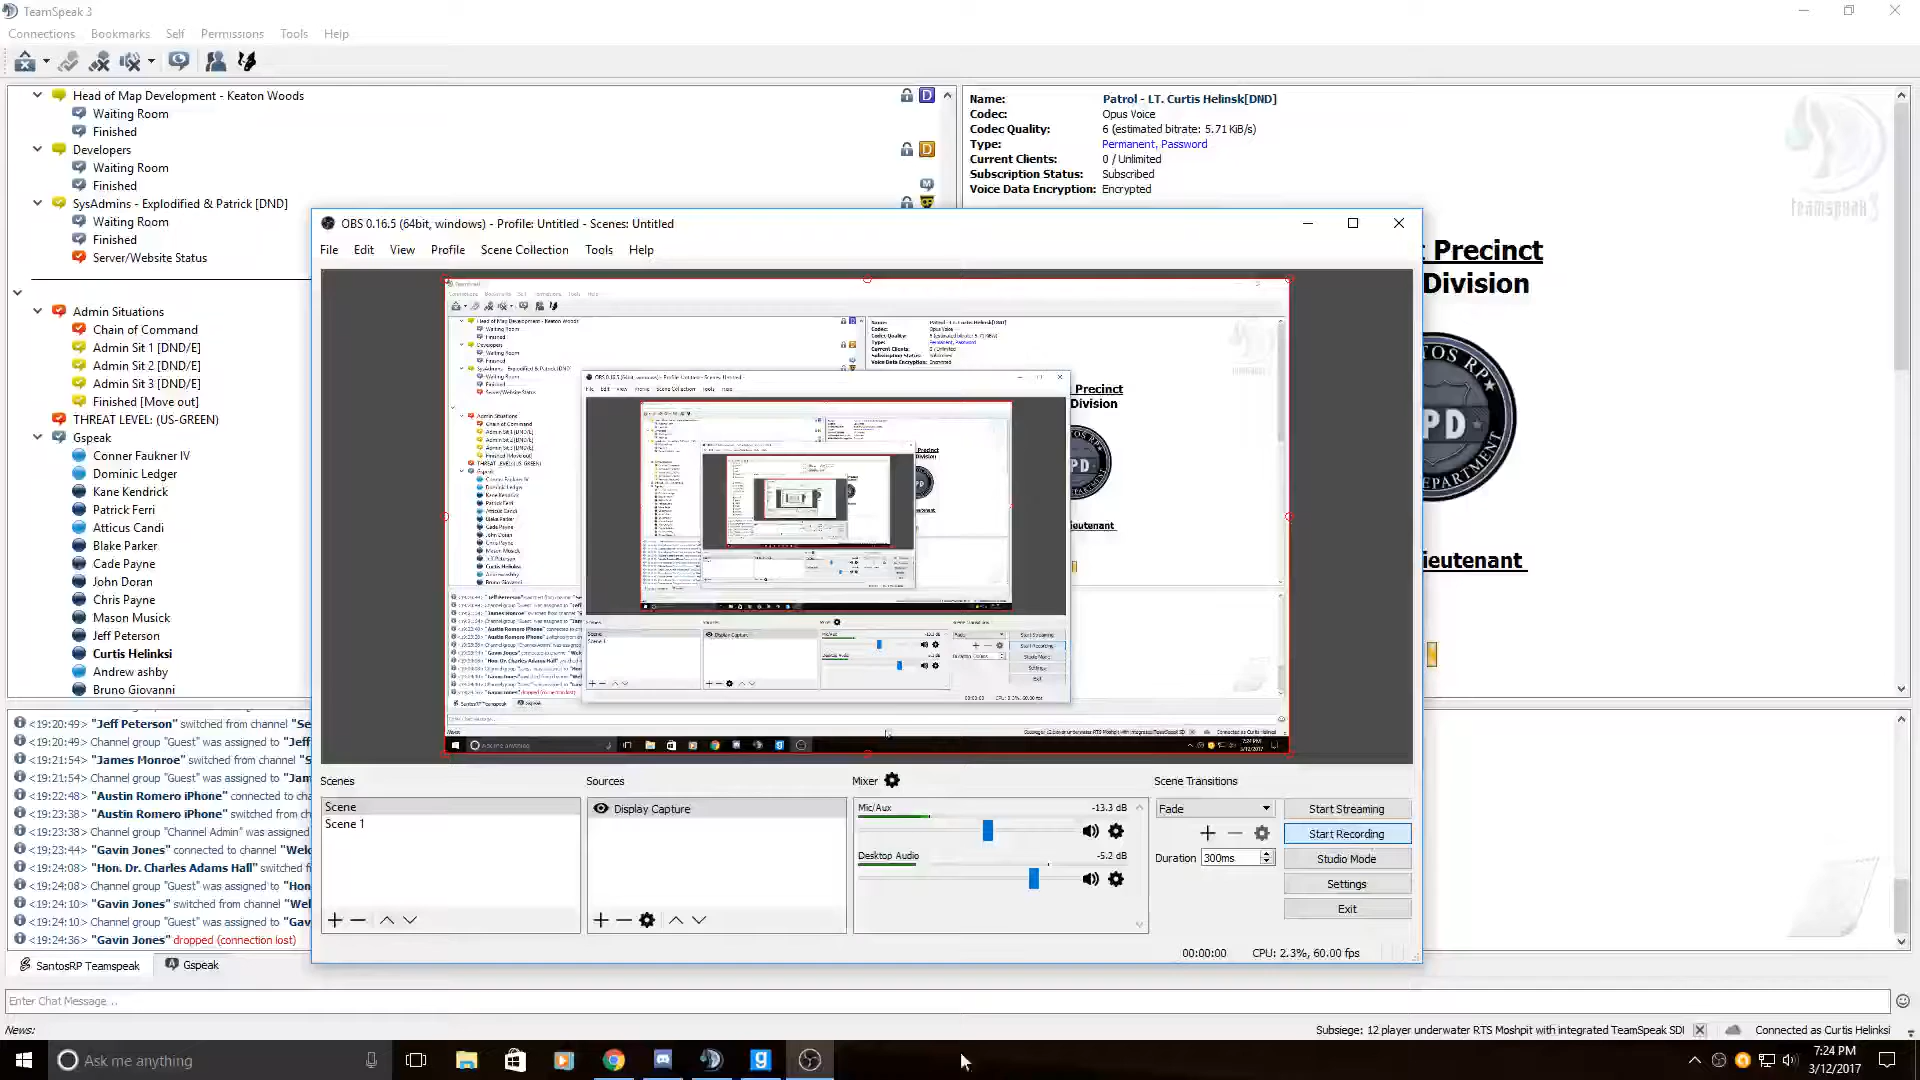 TeamSpeak 3
Connections Bookmarks Self Permissions Tools Help
Head of Map Development - Keaton Woods
Waiting Room
Finished
Developers
Waiting Room
Finished
SysAdmins - Explodified & Patrick [DND]
Waiting Room
Finished
Server/Website Status
Admin Situations
Chain of Command
Admin Sit 1 [DND/E]
Admin Sit 2 [DND/E]
Admin Sit 3 [DND/E]
Finished [Move out]
THREAT LEVEL: (US-GREEN)
Gspeak
Conner Faulkner IV
Dominic Ledger
Kane Kendrick
Patrick Ferri
Atticus Candi
Blake Parker
Cade Payne
John Doran
Chris Payne
Mason Musick
Jeff Peterson
Curtis Helinksi
Andrew ashby
Bruno Giovanni
Name: Patrol - LT. Curtis Helinsk[DND]
Codec: Opus Voice
Codec Quality: 6 (estimated bitrate: 5.71 KiB/s)
Type: Permanent, Password
Current Clients: 0 / Unlimited
Subscription Status: Subscribed
Voice Data Encryption: Encrypted
teamspeak3
Precinct
Division
TOS RP
PD
DEPARTMENT
ieutenant
OBS 0.16.5 (64bit, windows) - Profile: Untitled - Scenes: Untitled
File Edit View Profile Scene Collection Tools Help
Scenes
Scene
Scene 1
Sources
Display Capture
Mixer
Mic/Aux -13.3 dB
Desktop Audio -5.2 dB
Scene Transitions
Fade
Duration 300ms
Start Streaming
Start Recording
Studio Mode
Settings
Exit
00:00:00 CPU: 2.3%, 60.00 fps
<19:20:49> "Jeff Peterson" switched from channel "Se
<19:20:49> Channel group "Guest" was assigned to "Jeff
<19:21:54> "James Monroe" switched from channel "S
<19:21:54> Channel group "Guest" was assigned to "Jam
<19:22:48> "Austin Romero iPhone" connected to cha
<19:23:38> "Austin Romero iPhone" switched from c
<19:23:38> Channel group "Channel Admin" was assigned
<19:23:44> "Gavin Jones" connected to channel "Welc
<19:24:08> "Hon. Dr. Charles Adams Hall" switched f
<19:24:08> Channel group "Guest" was assigned to "Hon
<19:24:10> "Gavin Jones" switched from channel "Wel
<19:24:10> Channel group "Guest" was assigned to "Gav
<19:24:36> "Gavin Jones" dropped (connection lost)
SantosRP Teamspeak Gspeak
Enter Chat Message ..
News: Subsiege: 12 player underwater RTS Moshpit with integrated TeamSpeak SDI Connected as Curtis Helinksi
Ask me anything
7:24 PM
3/12/2017